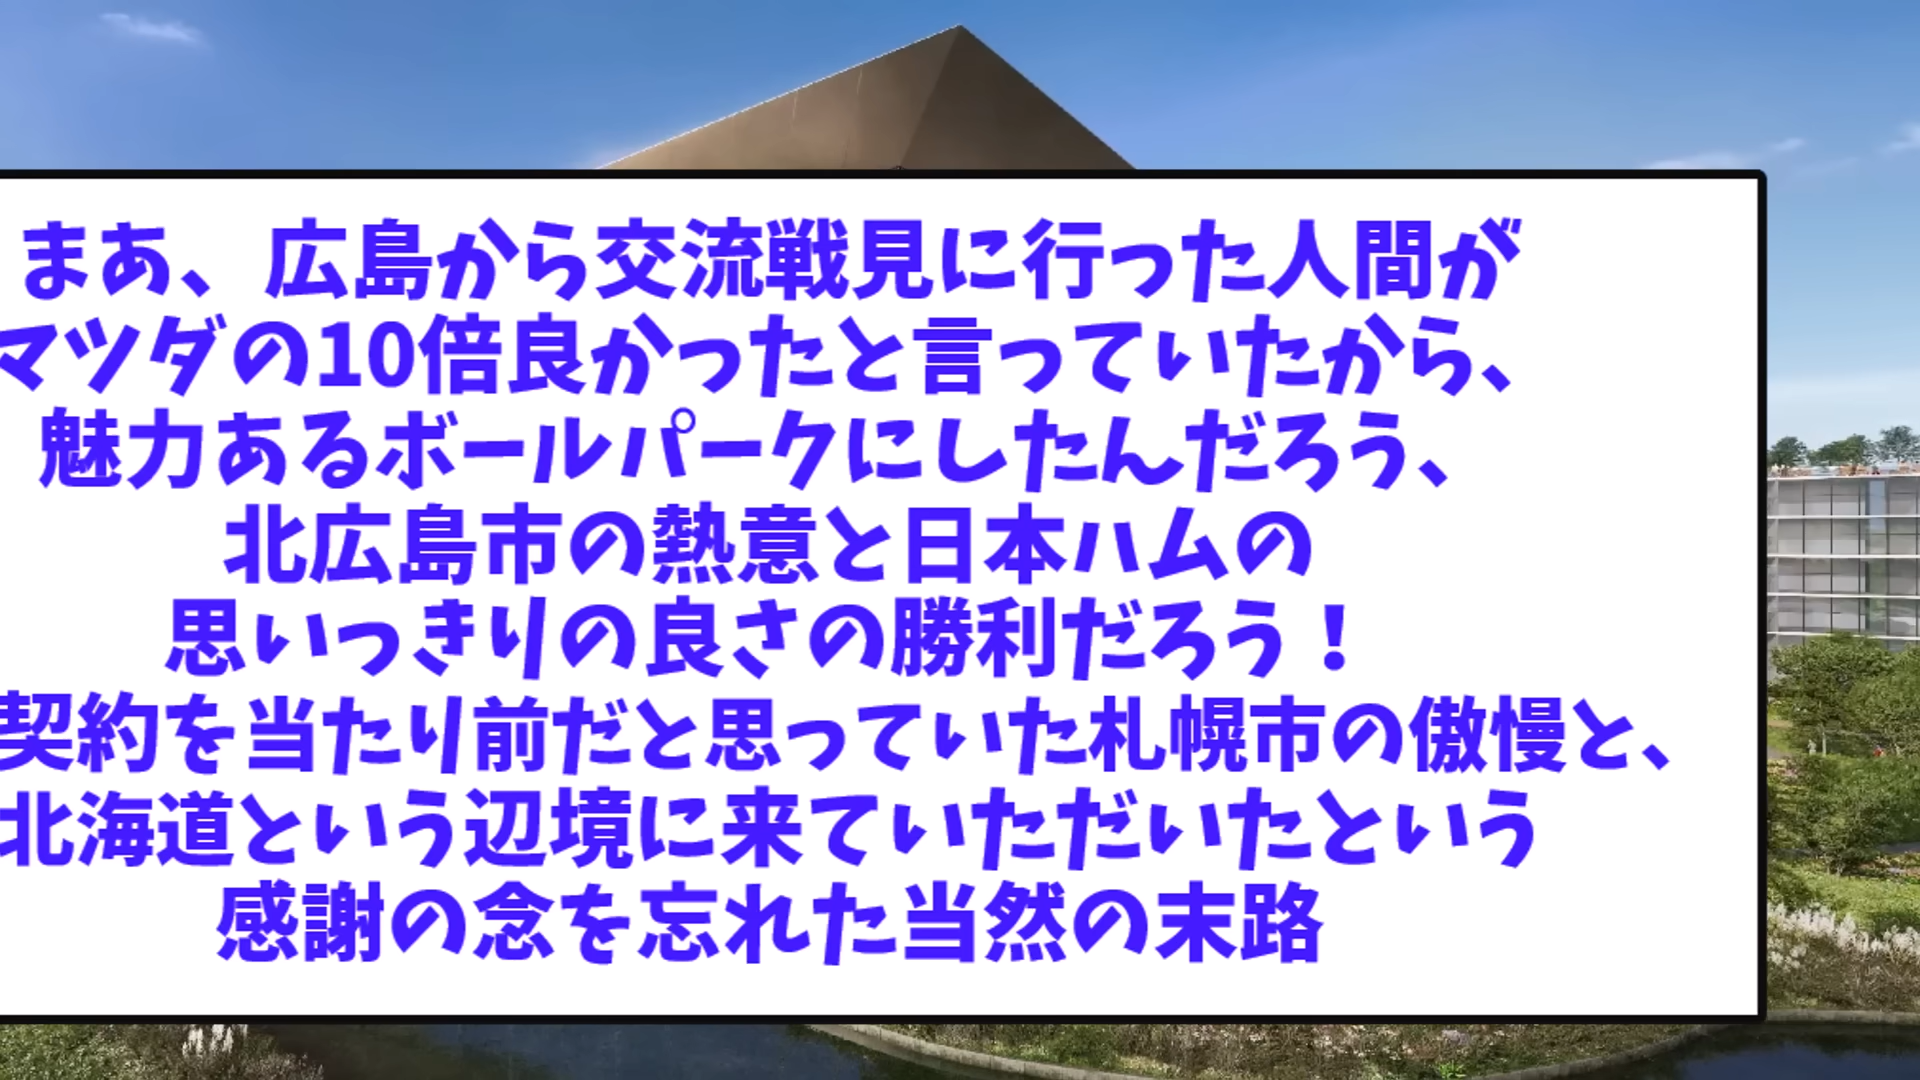 まあ、広島から交流戦見に行った人間が
マツダの10倍良かったと言っていたから、
魅力あるボールパークにしたんだろう、
北広島市の熱意と日本ハムの
思いっきりの良さの勝利だろう！
契約を当たり前だと思っていた札幌市の傲慢と、
北海道という辺境に来ていただいたという
感謝の念を忘れた当然の末路